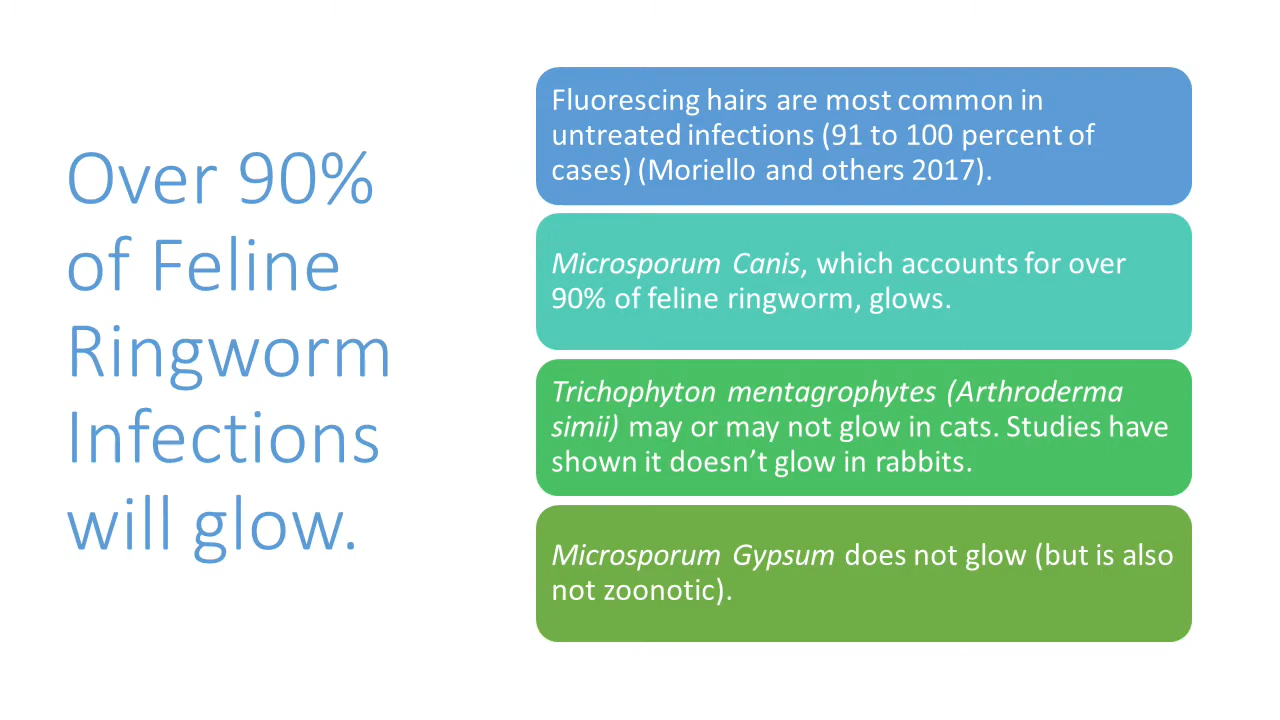 Over 90%
of Feline
Ringworm
Infections
will glow.
Fluorescing hairs are most common in
untreated infections (91 to 100 percent of
cases) (Moriello and others 2017).
Microsporum Canis, which accounts for over
90% of feline ringworm, glows.
Trichophyton mentagrophytes (Arthroderma
simii) may or may not glow in cats. Studies have
shown it doesn’t glow in rabbits.
Microsporum Gypsum does not glow (but is also
not zoonotic).